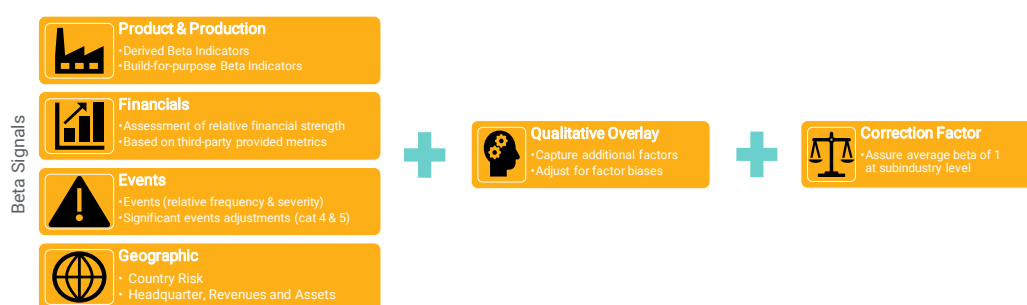 Beta Signals
Product & Production
•Derived Beta Indicators
•Build-for-purpose Beta Indicators
Financials
•Assessment of relative financial strength
•Based on third-party provided metrics
Events
•Events (relative frequency & severity)
•Significant events adjustments (cat 4 & 5)
Geographic
• Country Risk
• Headquarter, Revenues and Assets
Qualitative Overlay
•Capture additional factors
•Adjust for factor biases
Correction Factor
•Assure average beta of 1
at subindustry level